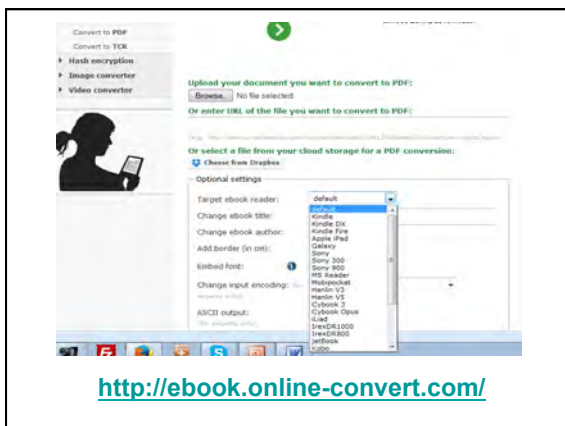 Convert to PDF
Convert to TCR
Hash encryption
Image converter
Video converter
Upload your document you want to convert to PDF:
Browse... No file selected.
Or enter URL of the file you want to convert to PDF:
Or select a file from your cloud storage for a PDF conversion:
Choose from Dropbox
Optional settings
Target ebook reader: default
Change ebook title:
Change ebook author:
Add border (in cm):
Embed font:
Change input encoding:
ASCII output:
default
Kindle
Kindle DX
Kindle Fire
Apple iPad
Galaxy
Sony
Sony 300
Sony 900
MS Reader
Mobipocket
Hanlin V3
Hanlin V5
Cybook 3
Cybook Opus
iLiad
IrexDR1000
IrexDR800
JetBook
Kobo
http://ebook.online-convert.com/